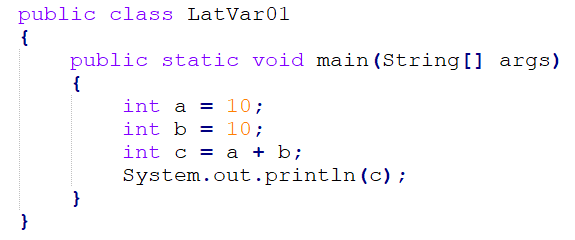 public class LatVar01
{
    public static void main(String[] args)
    {
        int a = 10;
        int b = 10;
        int c = a + b;
        System.out.println(c);
    }
}